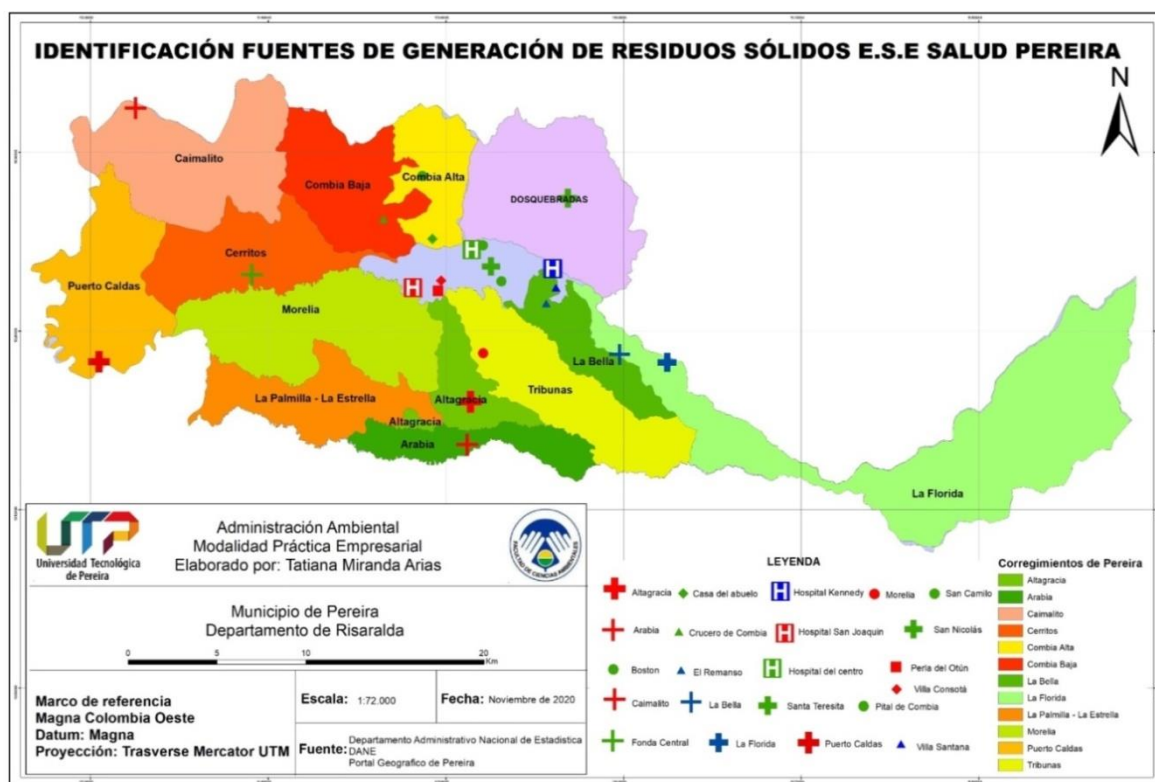 IDENTIFICACIÓN FUENTES DE GENERACIÓN DE RESIDUOS SÓLIDOS E.S.E SALUD PEREIRA
N
Caimalito
Combia Baja
Combia Alta
DOSQUEBRADAS
Cerritos
Puerto Caldas
Morelia
La Bella
Tribunas
La Palmilla - La Estrella
Altagracia
Altagracia
Arabia
La Florida
UTP
Universidad Tecnológica
de Pereira
Administración Ambiental
Modalidad Práctica Empresarial
Elaborado por: Tatiana Miranda Arias
FACULTAD DE CIENCIAS AMBIENTALES
Municipio de Pereira
Departamento de Risaralda
0 5 10 20
Km
Marco de referencia
Magna Colombia Oeste
Datum: Magna
Proyección: Trasverse Mercator UTM
Escala: 1:72.000
Fecha: Noviembre de 2020
Fuente: Departamento Administrativo Nacional de Estadistica
DANE
Portal Geografico de Pereira
LEYENDA
Altagracia
Casa del abuelo
H Hospital Kennedy
Morelia
San Camilo
Arabia
Crucero de Combia
H Hospital San Joaquin
San Nicolás
Boston
El Remanso
H Hospital del centro
Perla del Otún
Villa Consotá
Caimalito
La Bella
Santa Teresita
Pital de Combia
Fonda Central
La Florida
Puerto Caldas
Villa Santana
Corregimientos de Pereira
Altagracia
Arabia
Caimalito
Cerritos
Combia Alta
Combia Baja
La Bella
La Florida
La Palmilla - La Estrella
Morelia
Puerto Caldas
Tribunas